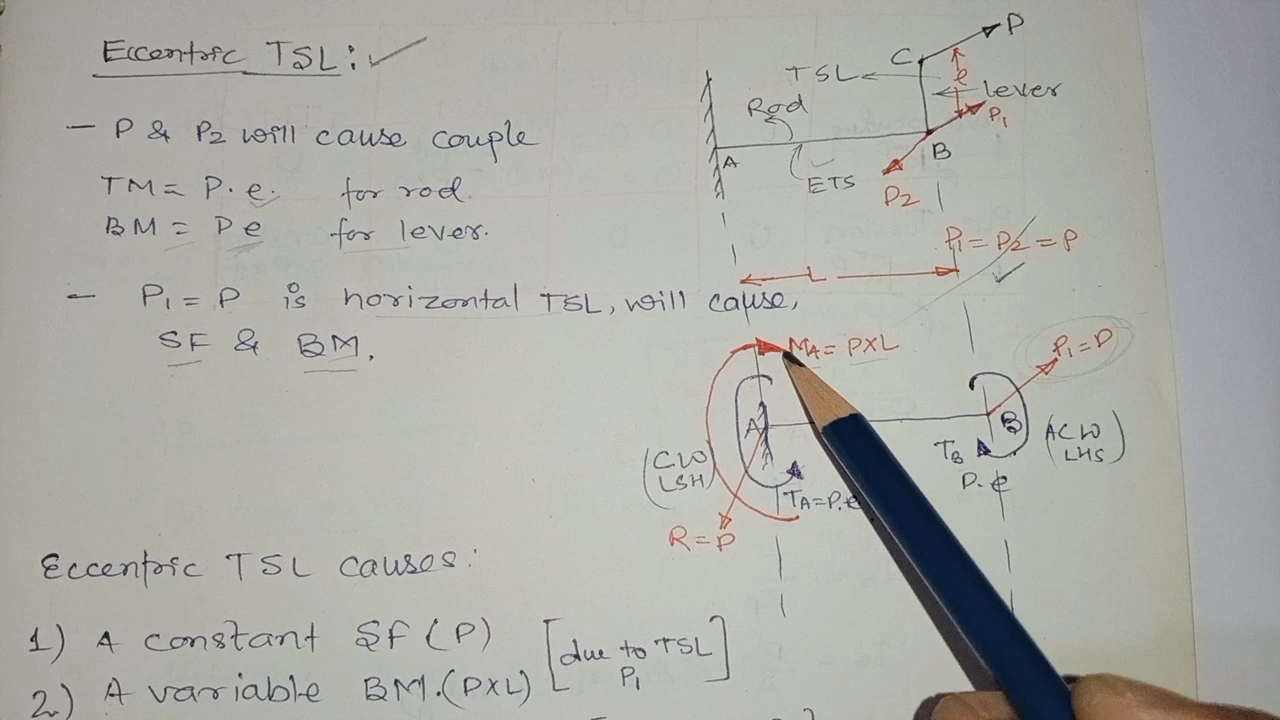 Eccentric TSL:
- P & P2 will cause couple
TM = P.e. for rod.
BM = Pe for lever.
- P1 = P is horizontal TSL, will cause,
SF & BM.
P
C
TSL
e
lever
Rod
P1
A
B
ETS
P2
P1 = P2 = P
L
MA = P×L
P1 = P
A
B
(CW
LSH)
TB
P.e
(ACW
LHS)
TA = P.e
R = P
Eccentric TSL causes:
1) A constant SF (P) [due to TSL
P1]
2) A variable BM. (P×L)